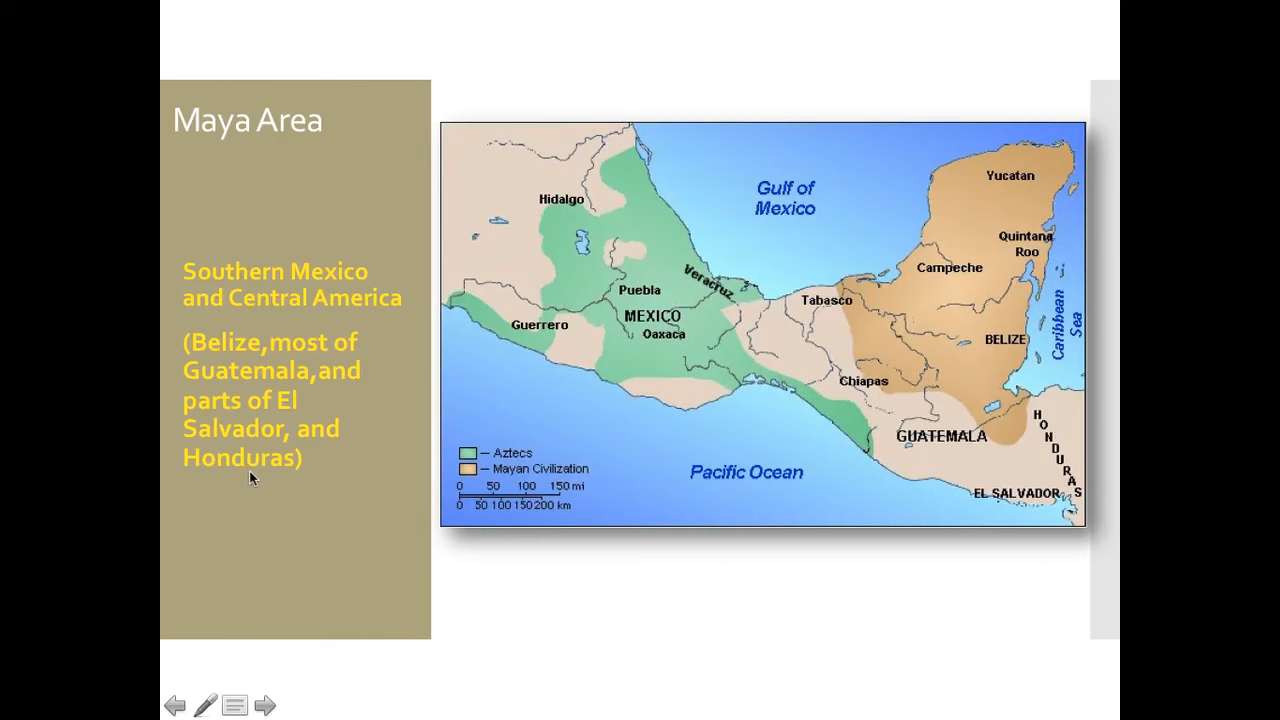 Maya Area
Southern Mexico
and Central America
(Belize,most of
Guatemala,and
parts of El
Salvador, and
Honduras)
Gulf of
Mexico
Yucatan
Hidalgo
Quintana
Roo
Campeche
Veracruz
Puebla
Tabasco
MEXICO
Guerrero
Oaxaca
BELIZE
Caribbean
Sea
Chiapas
GUATEMALA
HONDURAS
Aztecs
Mayan Civilization
Pacific Ocean
0 50 100 150 mi
0 50 100 150 200 km
EL SALVADOR